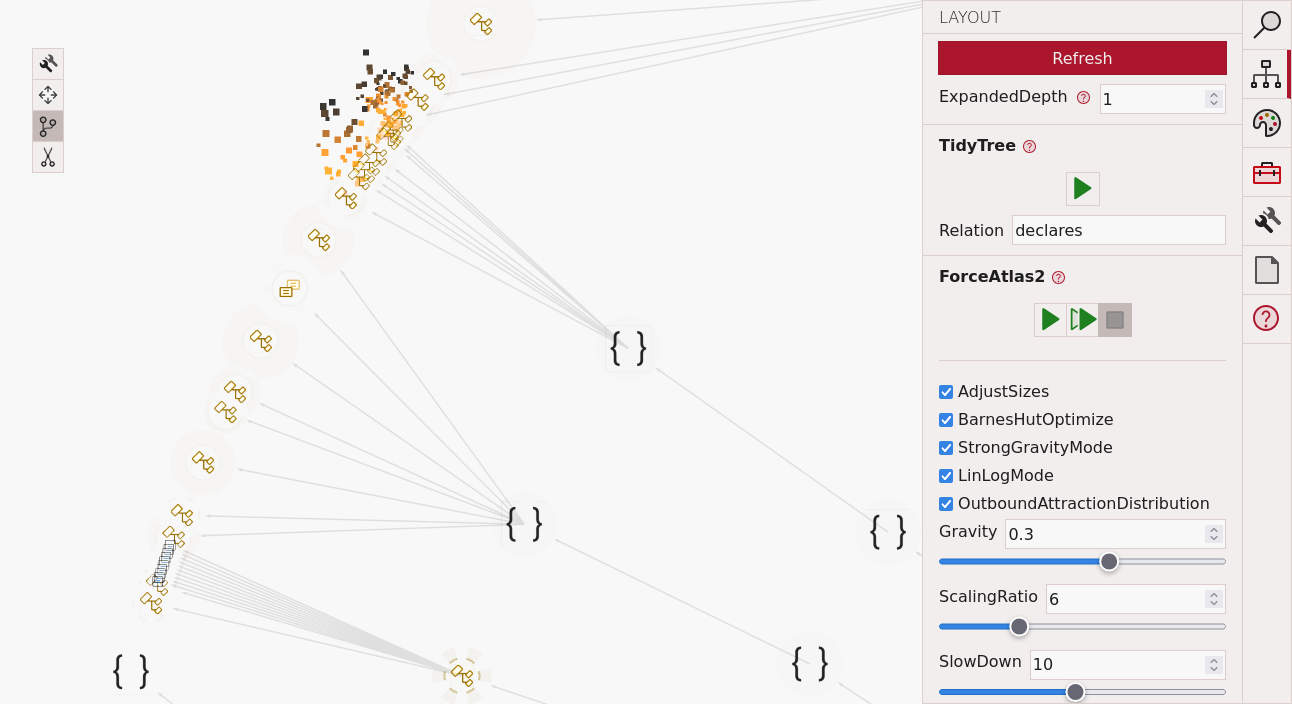 LAYOUT
Refresh
ExpandedDepth ? 1
TidyTree ?
Relation declares
ForceAtlas2 ?
AdjustSizes
BarnesHutOptimize
StrongGravityMode
LinLogMode
OutboundAttractionDistribution
Gravity 0.3
ScalingRatio 6
SlowDown 10
{ }
{ }
{ }
{ }
{ }
?